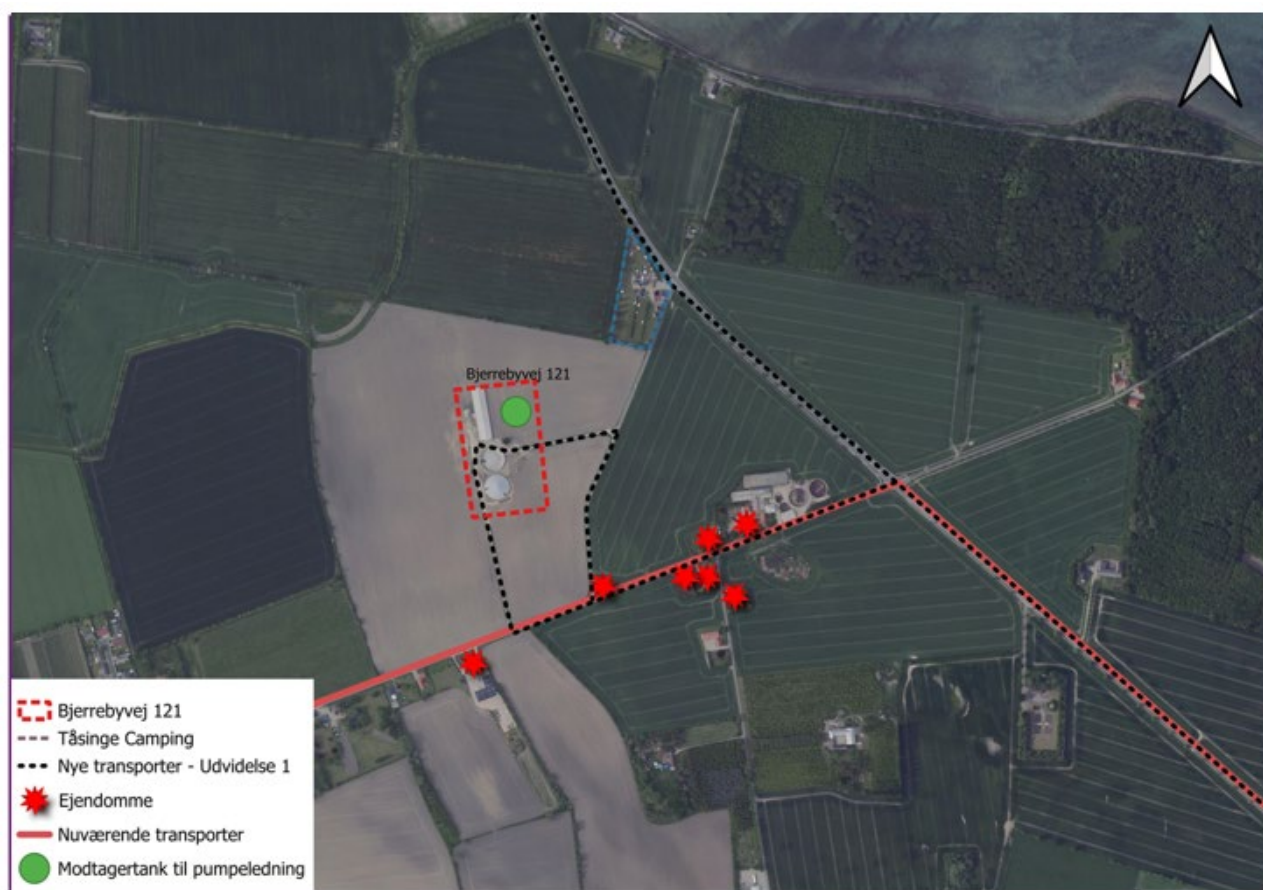 Bjerrebyvej 121
Bjerrebyvej 121
Tåsinge Camping
Nye transporter - Udvidelse 1
Ejendomme
Nuværende transporter
Modtagertank til pumpeledning